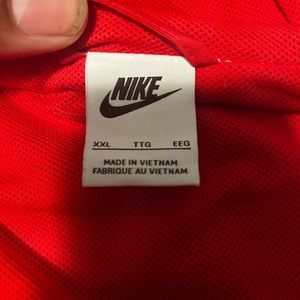 NIKE
XXL TTG EEG
MADE IN VIETNAM
FABRIQUE AU VIETNAM